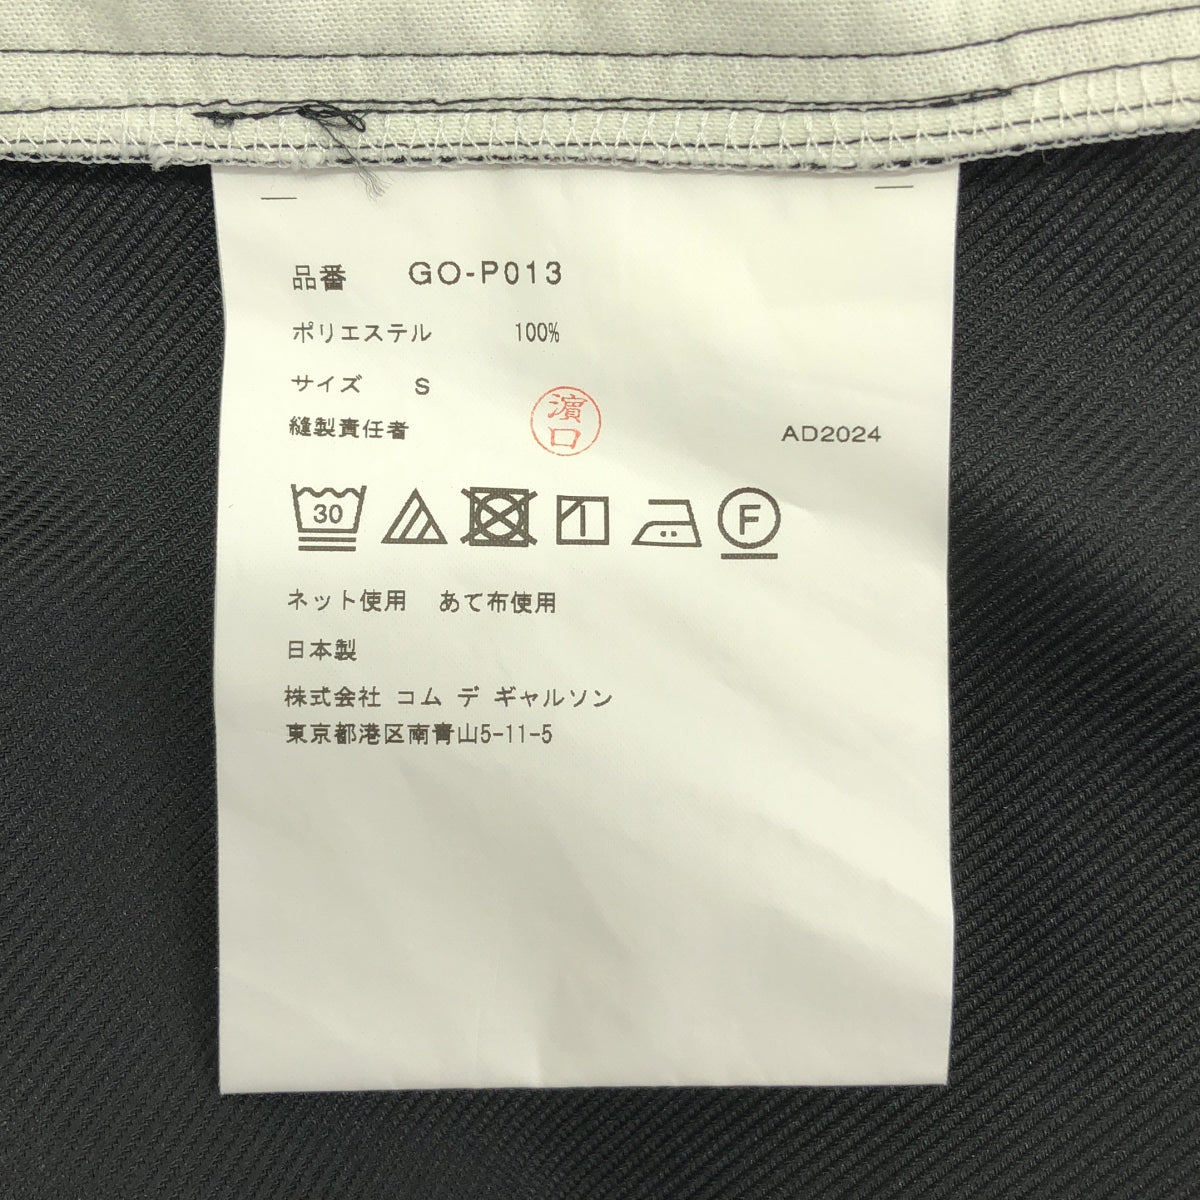 品番 GO-P013
ポリエステル 100%
サイズ S
縫製責任者 濵口 AD2024
30 F
ネット使用 あて布使用
日本製
株式会社 コム デ ギャルソン
東京都港区南青山5-11-5